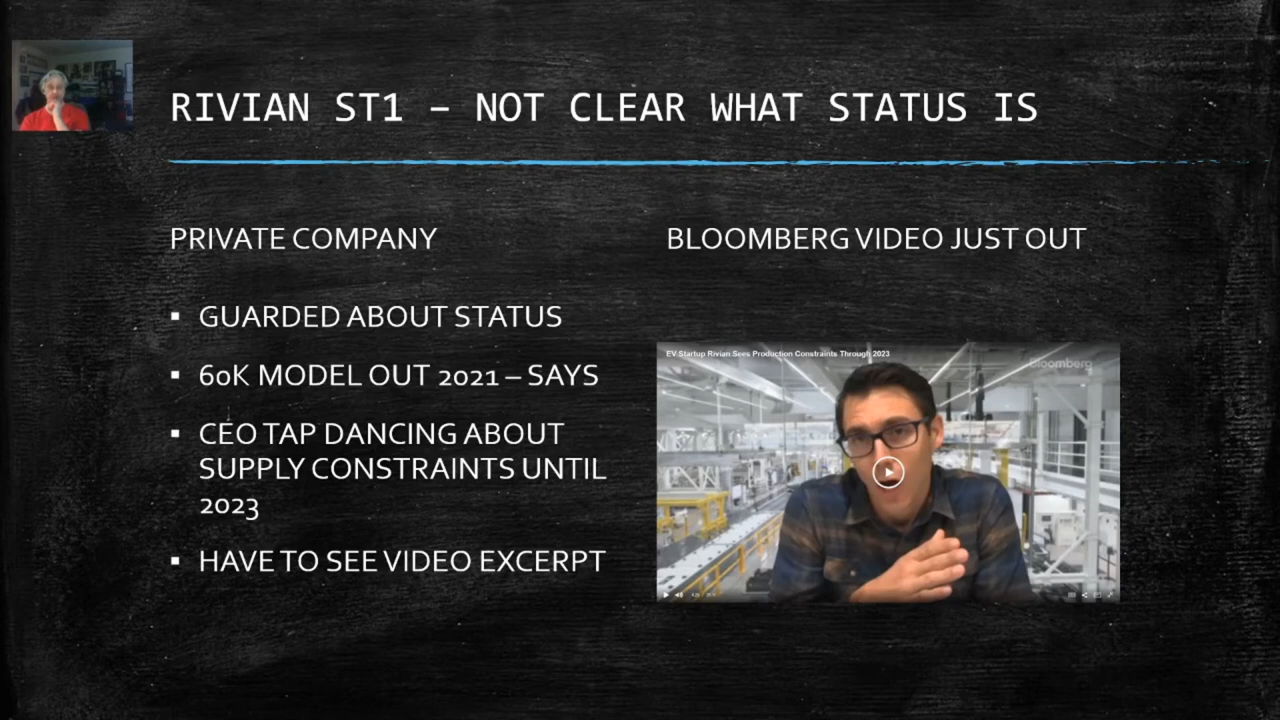 RIVIAN ST1 – NOT CLEAR WHAT STATUS IS
PRIVATE COMPANY
▪ GUARDED ABOUT STATUS
▪ 60K MODEL OUT 2021 – SAYS
▪ CEO TAP DANCING ABOUT
SUPPLY CONSTRAINTS UNTIL
2023
▪ HAVE TO SEE VIDEO EXCERPT
BLOOMBERG VIDEO JUST OUT
EV Startup Rivian Sees Production Constraints Through 2023
Bloomberg